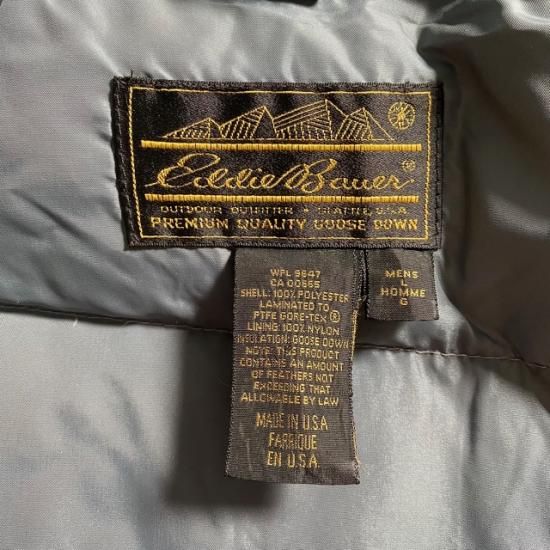 Eddie Bauer®
OUTDOOR OUTFITTER • SEATTLE, U.S.A.
PREMIUM QUALITY GOOSE DOWN
WPL 9847
CA 00665
SHELL: 100% POLYESTER
LAMINATED TO
PTFE GORE-TEX®
LINING: 100% NYLON
INSULATION: GOOSE DOWN
NOTE: THIS PRODUCT
CONTAINS AN AMOUNT
OF FEATHERS NOT
EXCEEDING THAT
ALLOWABLE BY LAW
MADE IN U.S.A.
FABRIQUE
EN U.S.A.
MENS
L
HOMME
G